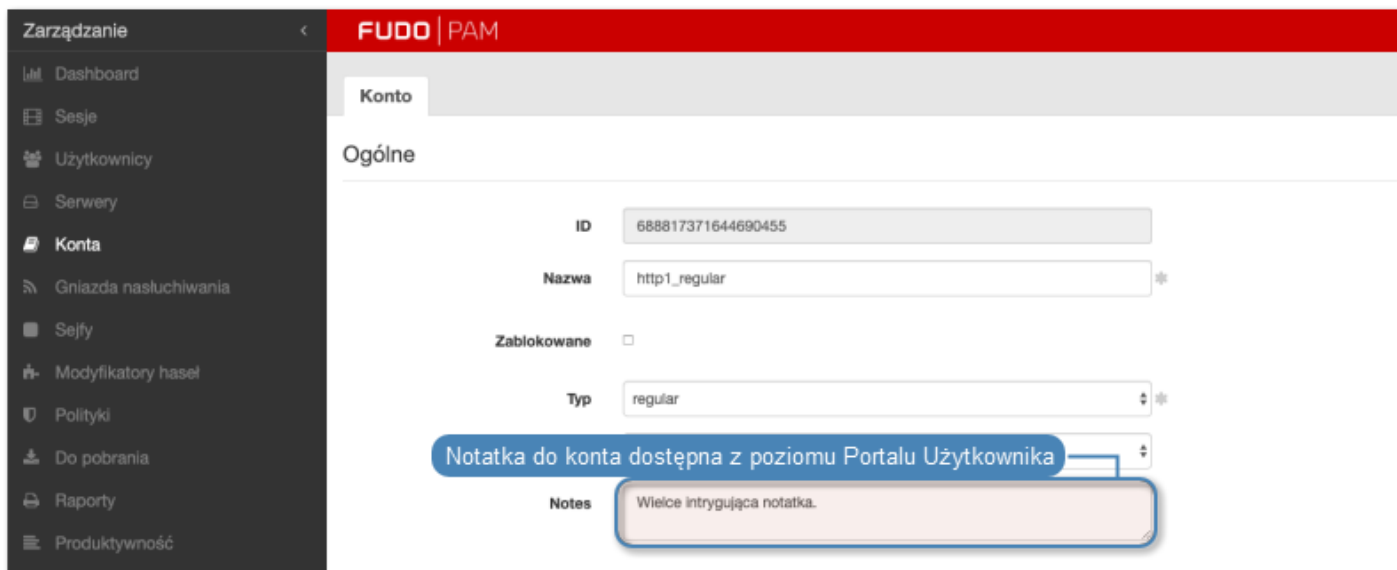 Zarządzanie
FUDO PAM
Dashboard
Sesje
Użytkownicy
Serwery
Konta
Gniazda nasłuchiwania
Sejfy
Modyfikatory haseł
Polityki
Do pobrania
Raporty
Produktywność
Konto
Ogólne
ID 688817371644690455
Nazwa http1_regular
Zablokowane
Typ regular
Notatka do konta dostępna z poziomu Portalu Użytkownika
Notes Wielce intrygująca notatka.